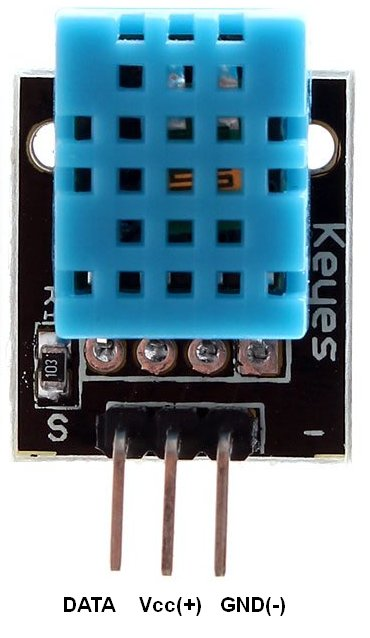 Keyes
R1
103
S
-
DATA Vcc(+) GND(-)